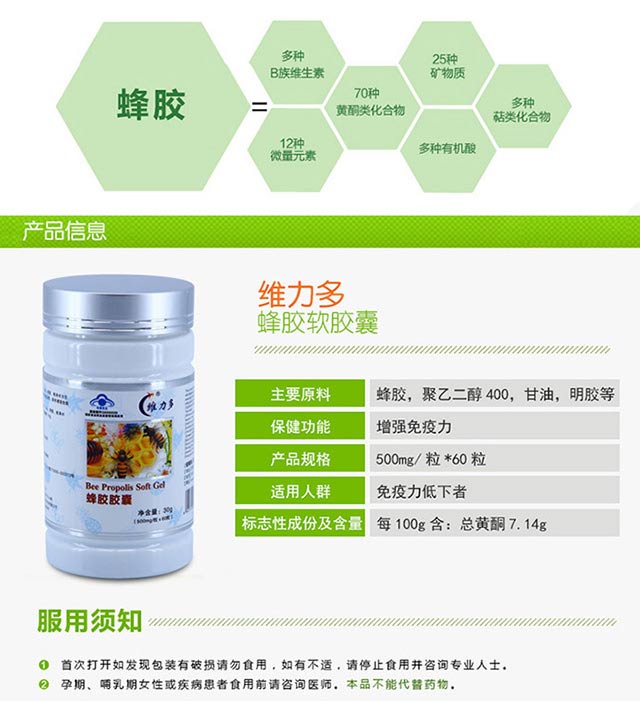 蜂胶
=
多种
B族维生素
12种
微量元素
70种
黄酮类化合物
25种
矿物质
多种有机酸
多种
萜类化合物
产品信息
维力多
蜂胶软胶囊
维力多
Bee Propolis Soft Gel
蜂胶胶囊
净含量：30g
主要原料 蜂胶，聚乙二醇400，甘油，明胶等
保健功能 增强免疫力
产品规格 500mg/ 粒 *60 粒
适用人群 免疫力低下者
标志性成份及含量 每 100g 含：总黄酮 7.14g
服用须知
1 首次打开如发现包装有破损请勿食用，如有不适，请停止食用并咨询专业人士。
2 孕期、哺乳期女性或疾病患者食用前请咨询医师。本品不能代替药物。